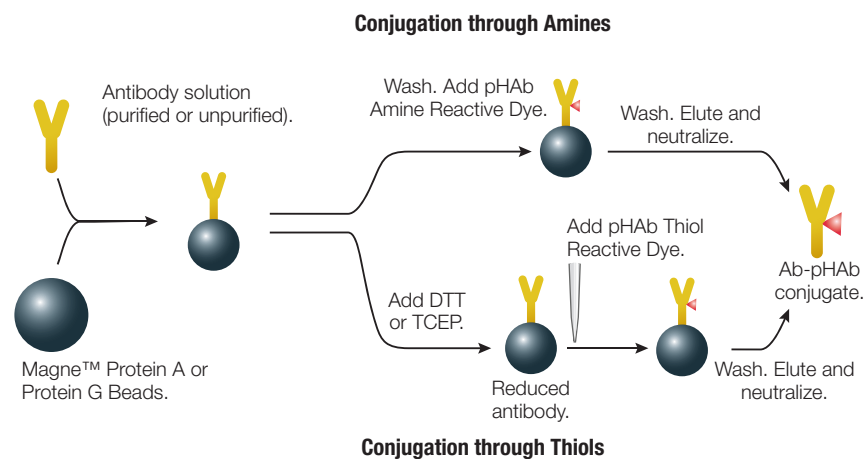 Conjugation through Amines
Antibody solution
(purified or unpurified).
Wash. Add pHAb
Amine Reactive Dye.
Wash. Elute and
neutralize.
Add pHAb Thiol
Reactive Dye.
Ab-pHAb
conjugate.
Add DTT
or TCEP.
Magne™ Protein A or
Protein G Beads.
Reduced
antibody.
Wash. Elute and
neutralize.
Conjugation through Thiols